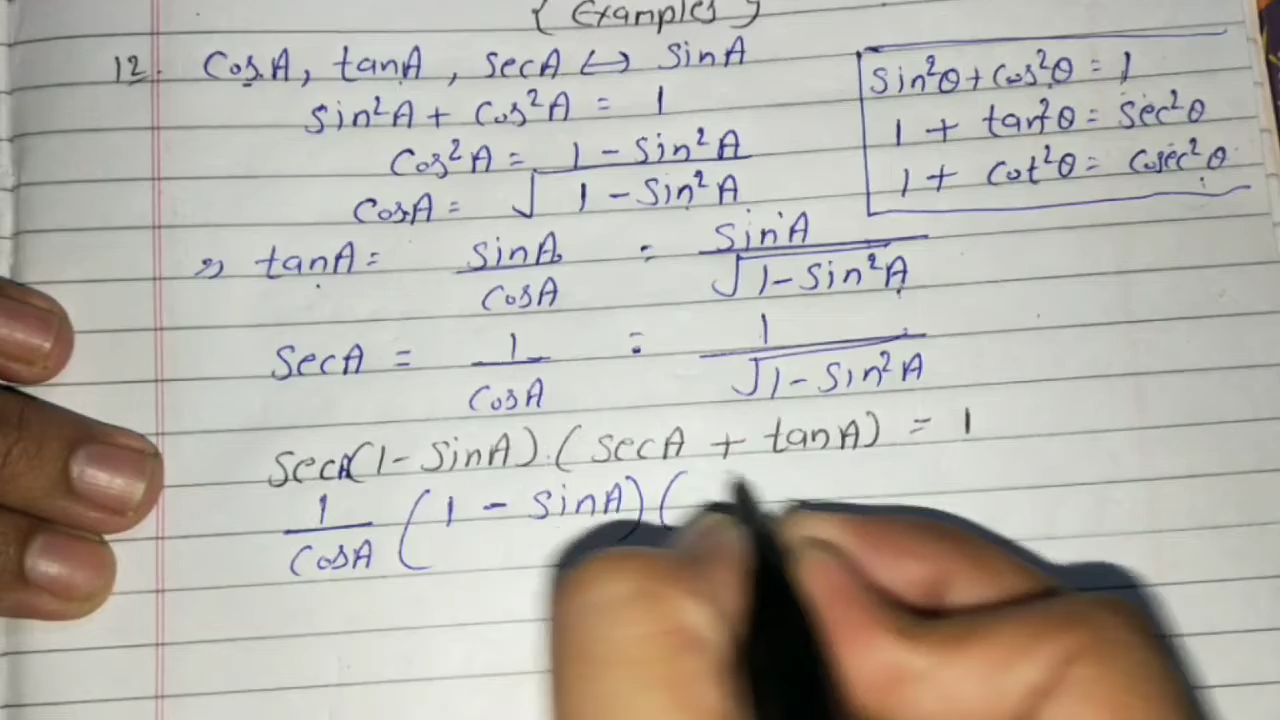 { Examples }
12. CosA, tanA, secA ↔ sinA
sin²A + cos²A = 1
Cos²A = 1 - sin²A
CosA = √1 - sin²A
⇒ tanA = sinA/cosA = sinA/√1 - sin²A
SecA = 1/CosA = 1/√1 - sin²A
SecA(1 - sinA).(secA + tanA) = 1
1/CosA (1 - sinA)(
sin²θ + cos²θ = 1
1 + tan²θ = sec²θ
1 + cot²θ = cosec²θ